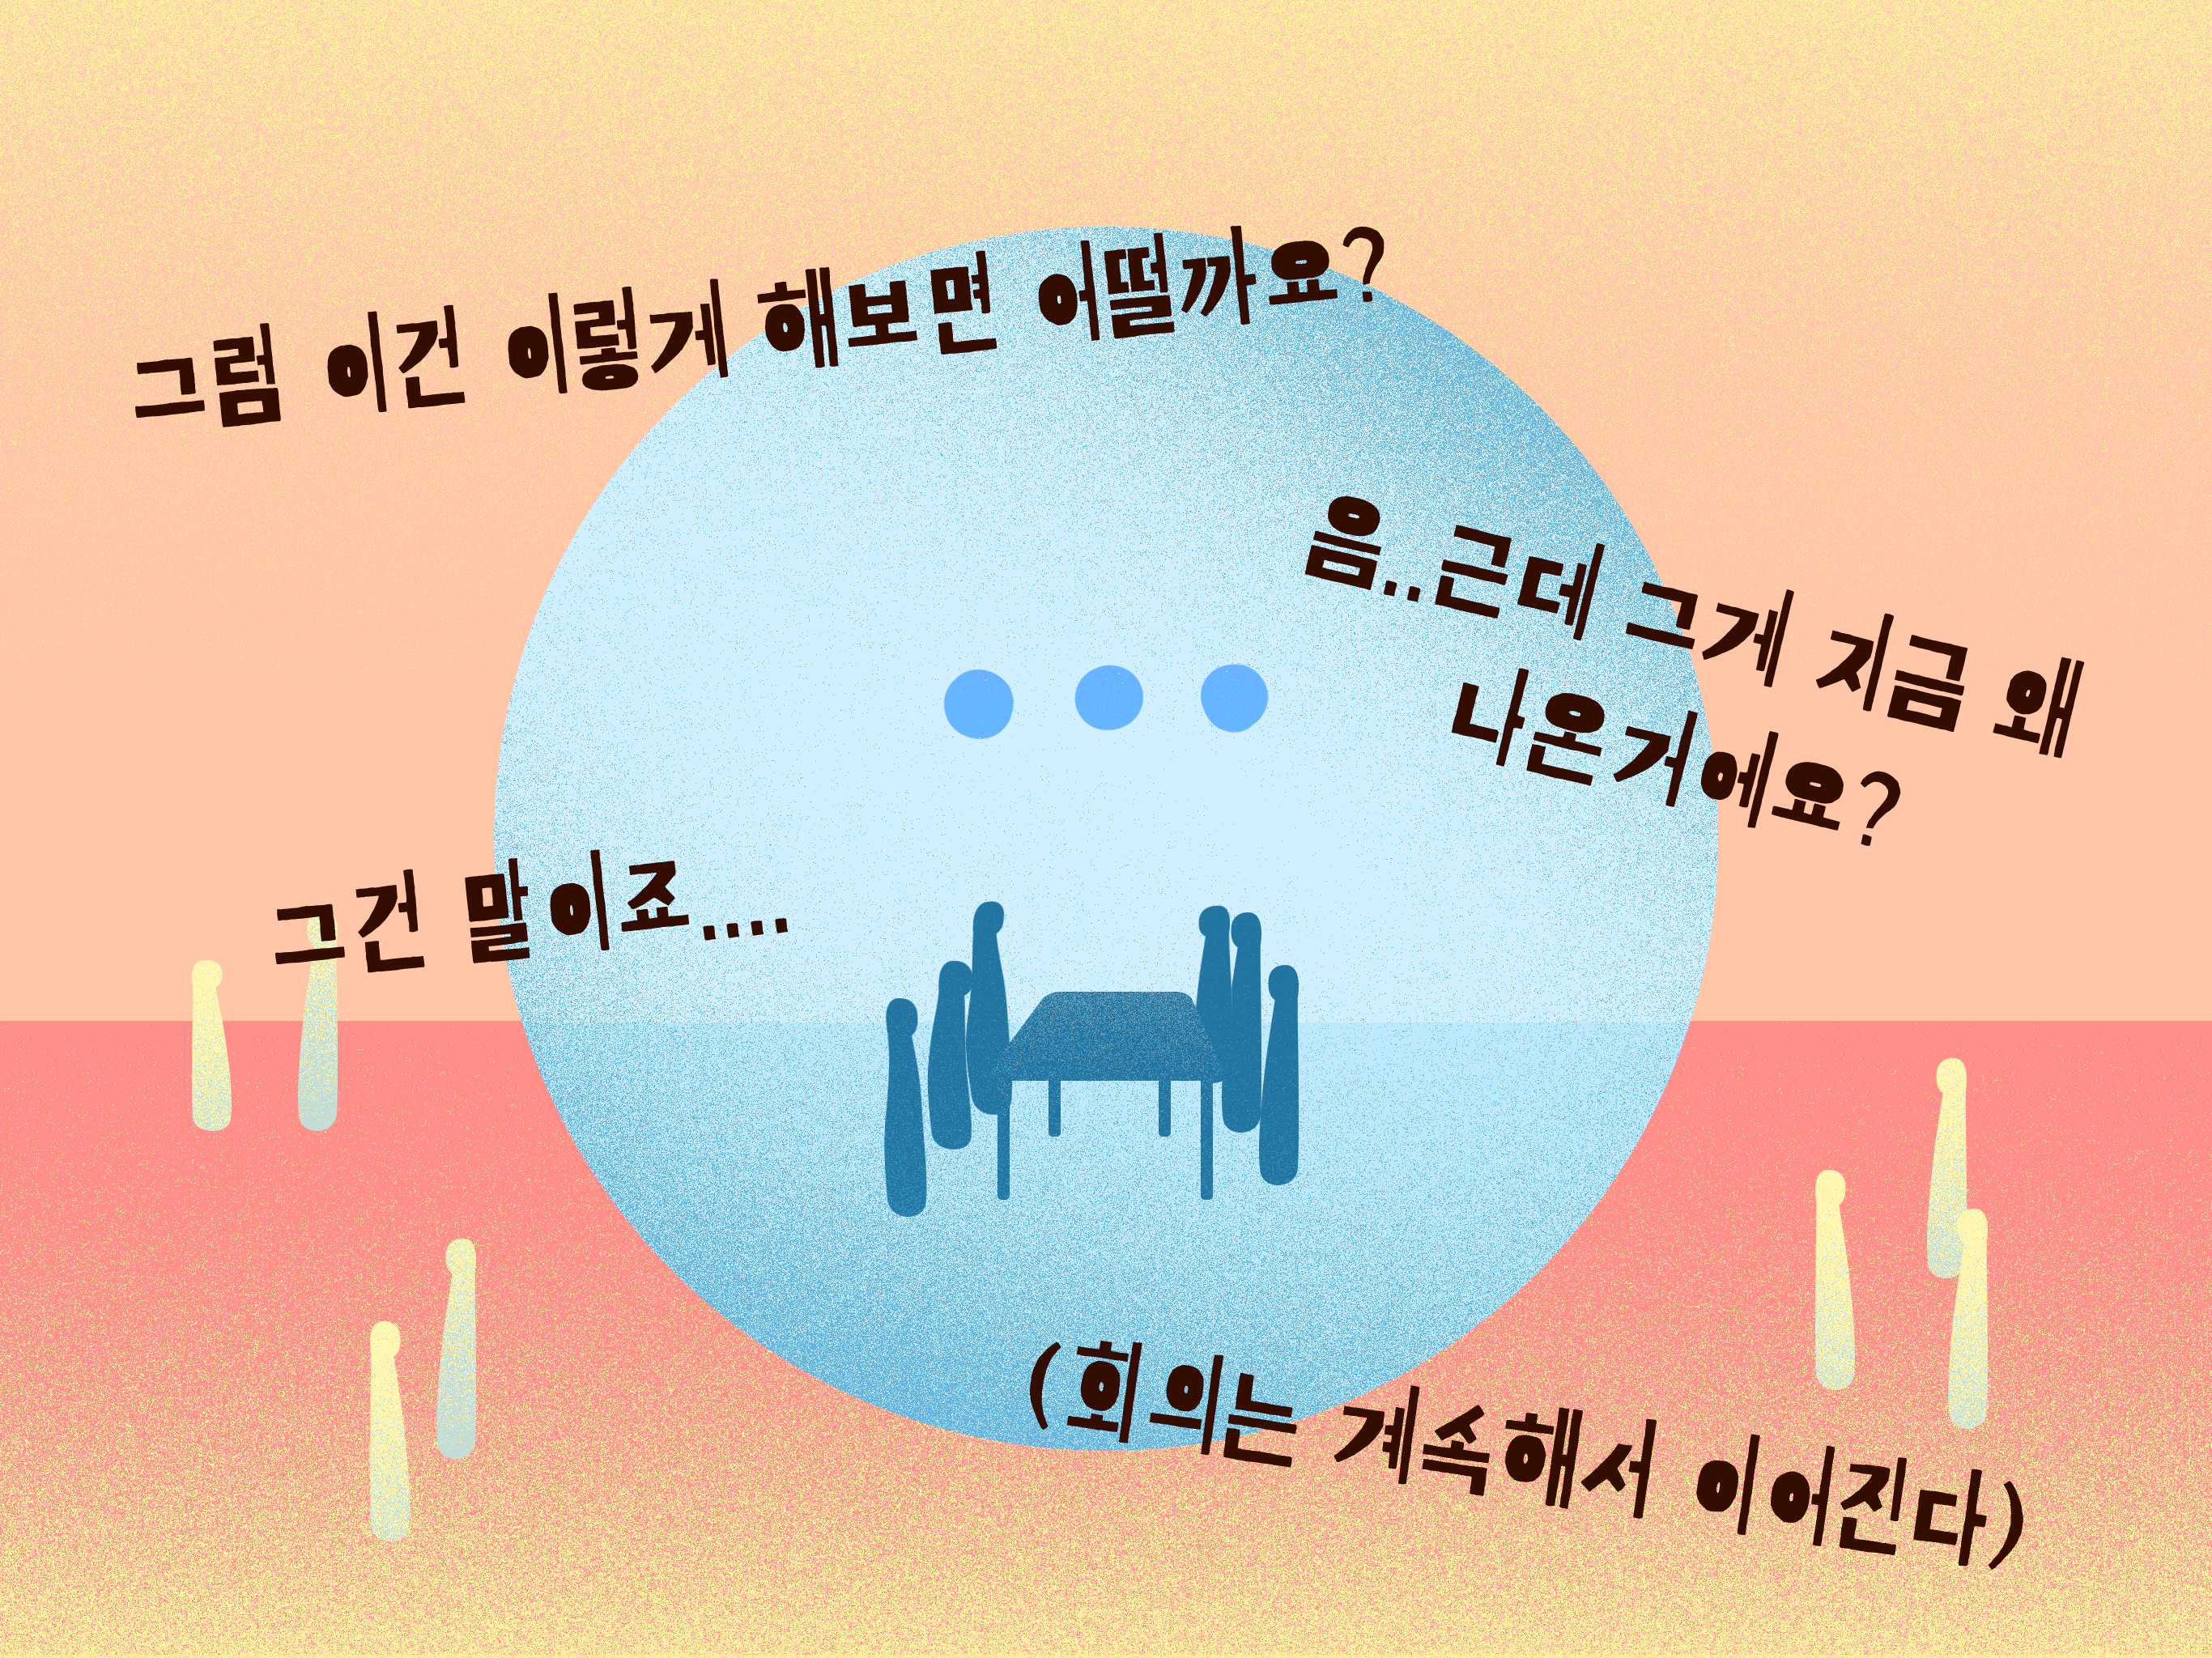 그럼 이건 이렇게 해보면 어떨까요?
음..근데 그게 지금 왜
나온거에요?
그건 말이죠....
(회의는 계속해서 이어진다)